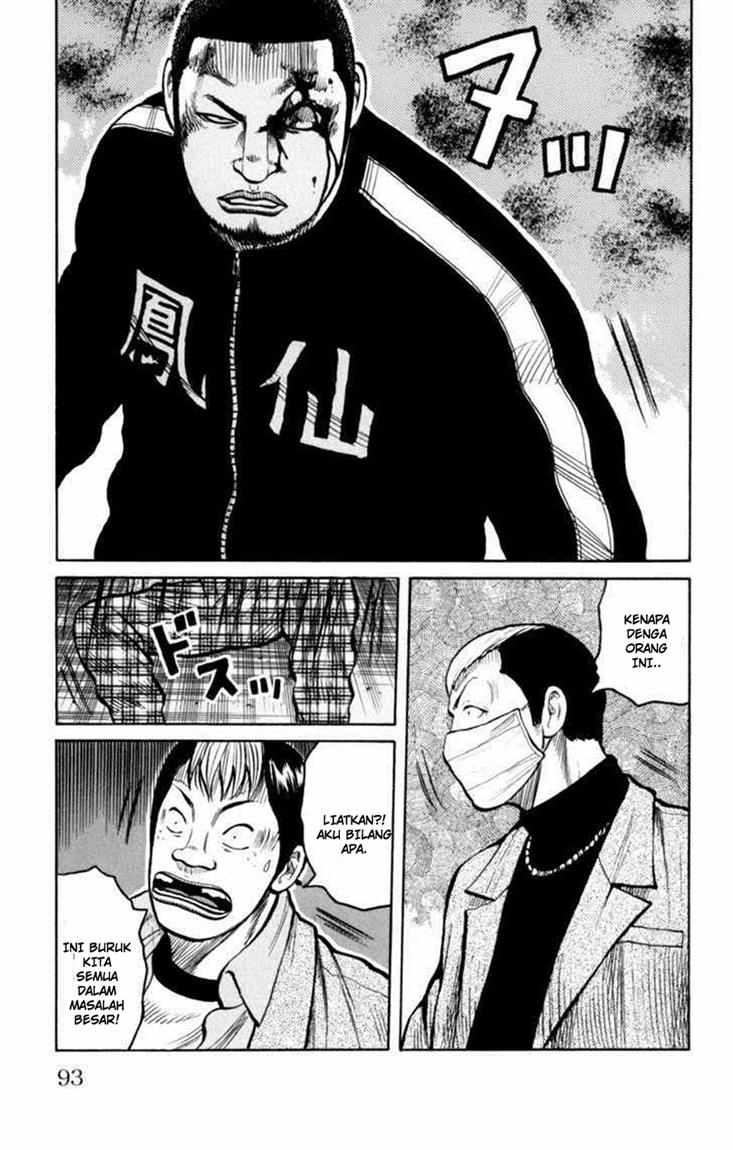 フッ
鳳仙
KENAPA
DENGA
ORANG
INI..
ドスッ
LIATKAN?!
AKU BILANG
APA.
INI BURUK
KITA
SEMUA
DALAM
MASALAH
BESAR!
93